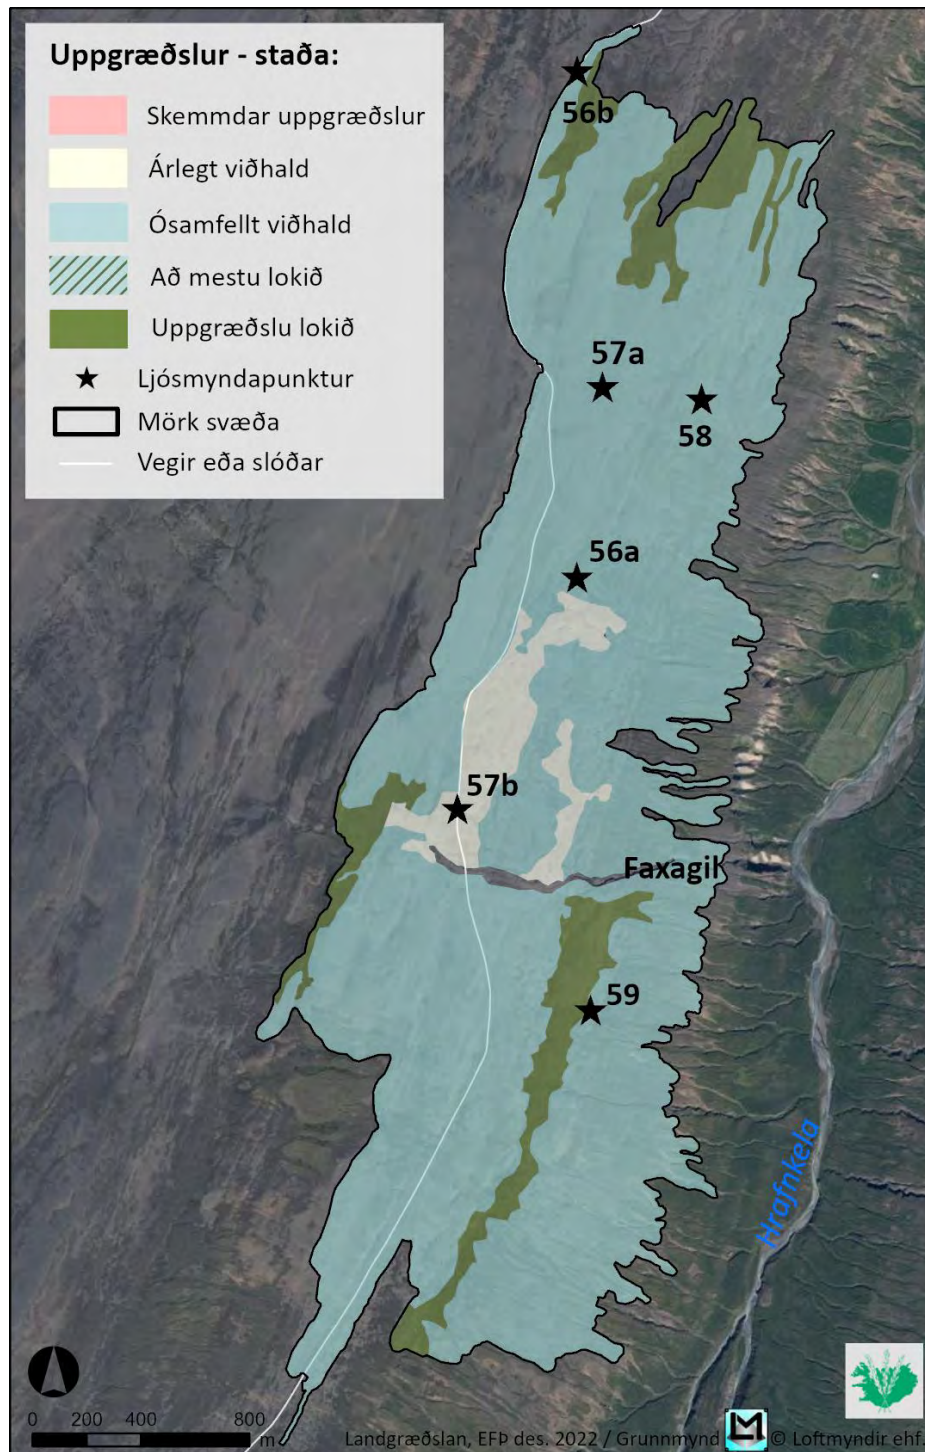 Uppgræðslur - staða:
Skemmdar uppgræðslur
Árlegt viðhald
Ósamfellt viðhald
Að mestu lokið
Uppgræðslu lokið
Ljósmyndapunktur
Mörk svæða
Vegir eða slóðar
56b
57a
58
56a
57b
Faxagil
59
Hrafnkela
0 200 400 800
m
Landgræðslan, EFÞ des. 2022 / Grunnmynd LM © Loftmyndir ehf.